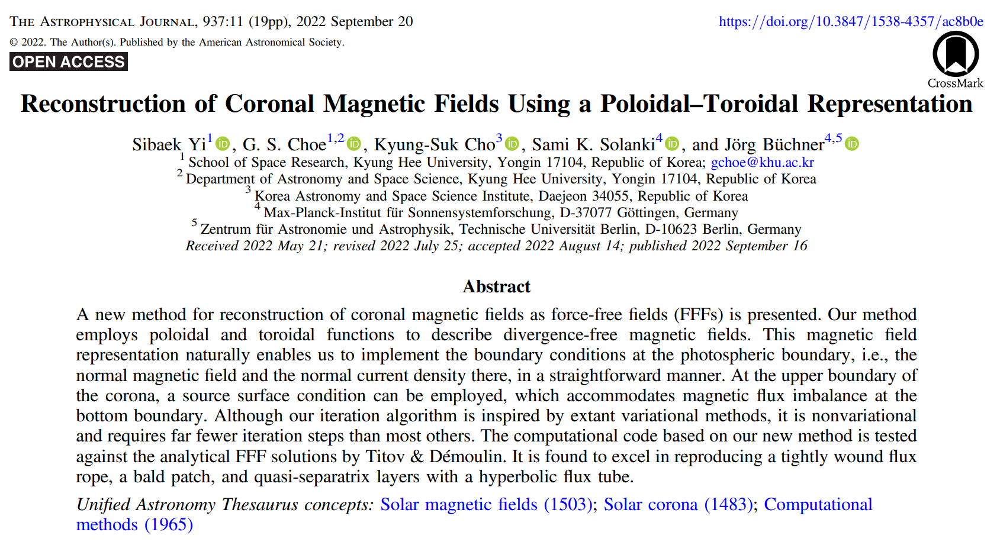 THE ASTROPHYSICAL JOURNAL, 937:11 (19pp), 2022 September 20
https://doi.org/10.3847/1538-4357/ac8b0e
© 2022. The Author(s). Published by the American Astronomical Society.
OPEN ACCESS
CrossMark
Reconstruction of Coronal Magnetic Fields Using a Poloidal–Toroidal Representation
Sibaek Yi1 iD, G. S. Choe1,2 iD, Kyung-Suk Cho3 iD, Sami K. Solanki4 iD, and Jörg Büchner4,5 iD
1 School of Space Research, Kyung Hee University, Yongin 17104, Republic of Korea; gchoe@khu.ac.kr
2 Department of Astronomy and Space Science, Kyung Hee University, Yongin 17104, Republic of Korea
3 Korea Astronomy and Space Science Institute, Daejeon 34055, Republic of Korea
4 Max-Planck-Institut für Sonnensystemforschung, D-37077 Göttingen, Germany
5 Zentrum für Astronomie und Astrophysik, Technische Universität Berlin, D-10623 Berlin, Germany
Received 2022 May 21; revised 2022 July 25; accepted 2022 August 14; published 2022 September 16
Abstract
A new method for reconstruction of coronal magnetic fields as force-free fields (FFFs) is presented. Our method
employs poloidal and toroidal functions to describe divergence-free magnetic fields. This magnetic field
representation naturally enables us to implement the boundary conditions at the photospheric boundary, i.e., the
normal magnetic field and the normal current density there, in a straightforward manner. At the upper boundary of
the corona, a source surface condition can be employed, which accommodates magnetic flux imbalance at the
bottom boundary. Although our iteration algorithm is inspired by extant variational methods, it is nonvariational
and requires far fewer iteration steps than most others. The computational code based on our new method is tested
against the analytical FFF solutions by Titov & Démoulin. It is found to excel in reproducing a tightly wound flux
rope, a bald patch, and quasi-separatrix layers with a hyperbolic flux tube.
Unified Astronomy Thesaurus concepts: Solar magnetic fields (1503); Solar corona (1483); Computational
methods (1965)